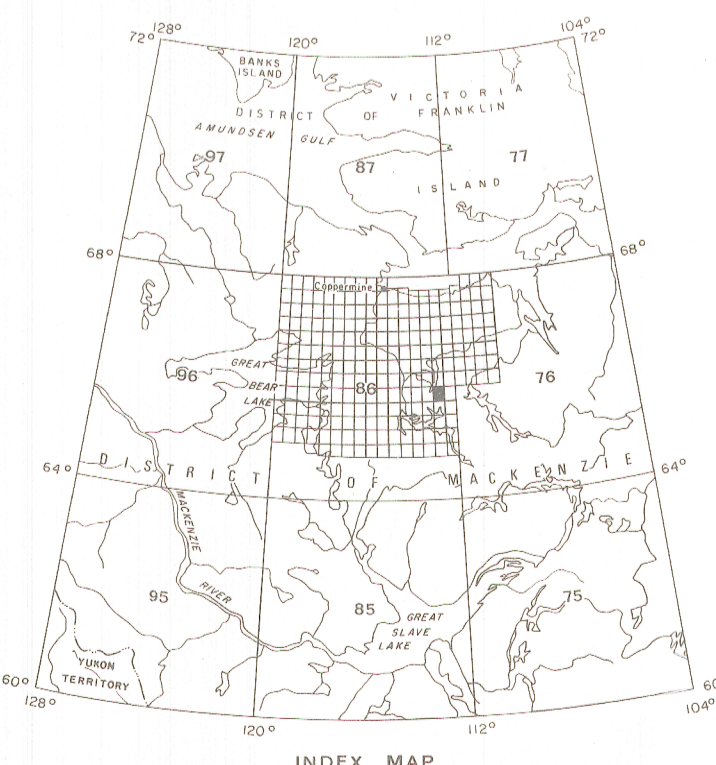 128°
120°
112°
104°
72°
72°
BANKS
ISLAND
VICTORIA
DISTRICT OF FRANKLIN
AMUNDSEN GULF
97
87
77
ISLAND
68°
68°
Coppermine
GREAT
BEAR
LAKE
96
86
76
DISTRICT OF MACKENZIE
64°
64°
MACKENZIE
RIVER
95
85
75
GREAT
SLAVE
LAKE
YUKON
TERRITORY
60°
60
128°
120°
112°
104°
INDEX MAP